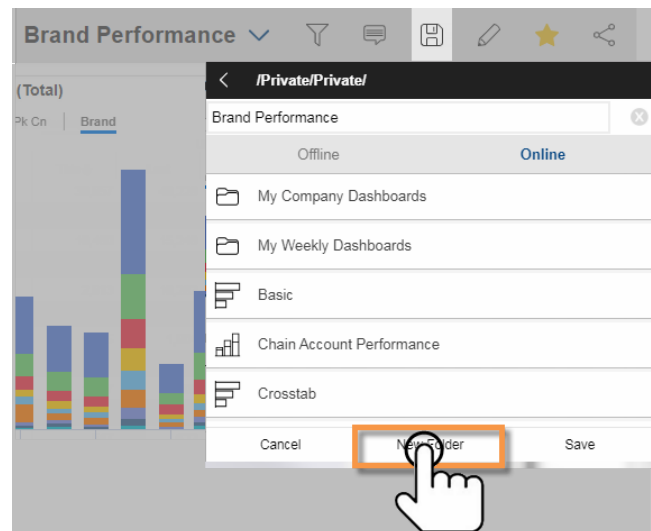 Brand Performance
/Private/Private/
(Total)
Brand Performance
Pk Cn Brand
Offline Online
My Company Dashboards
My Weekly Dashboards
Basic
Chain Account Performance
Crosstab
Cancel New Folder Save